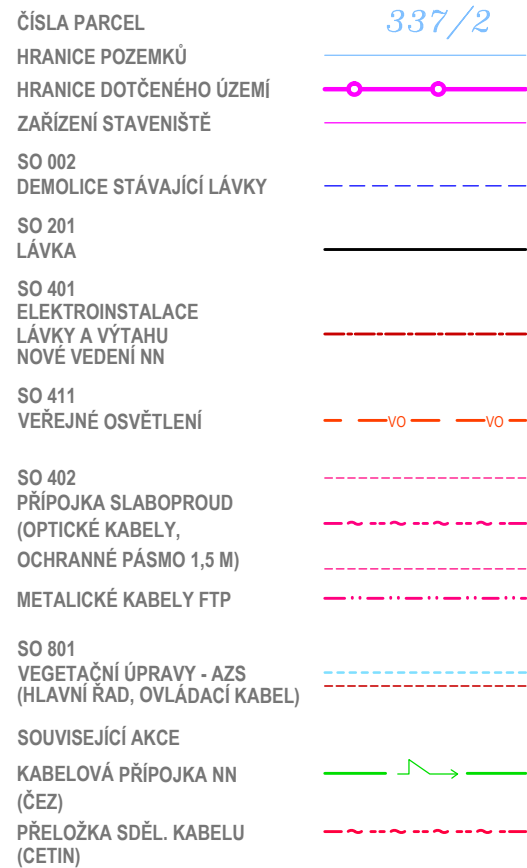 ČÍSLA PARCEL 337/2
HRANICE POZEMKŮ
HRANICE DOTČENÉHO ÚZEMÍ
ZAŘÍZENÍ STAVENIŠTĚ
SO 002
DEMOLICE STÁVAJÍCÍ LÁVKY
SO 201
LÁVKA
SO 401
ELEKTROINSTALACE
LÁVKY A VÝTAHU
NOVÉ VEDENÍ NN
SO 411
VEŘEJNÉ OSVĚTLENÍ VO VO
SO 402
PŘÍPOJKA SLABOPROUD
(OPTICKÉ KABELY,
OCHRANNÉ PÁSMO 1,5 M)
METALICKÉ KABELY FTP
SO 801
VEGETAČNÍ ÚPRAVY - AZS
(HLAVNÍ ŘAD, OVLÁDACÍ KABEL)
SOUVISEJÍCÍ AKCE
KABELOVÁ PŘÍPOJKA NN
(ČEZ)
PŘELOŽKA SDĚL. KABELU
(CETIN)